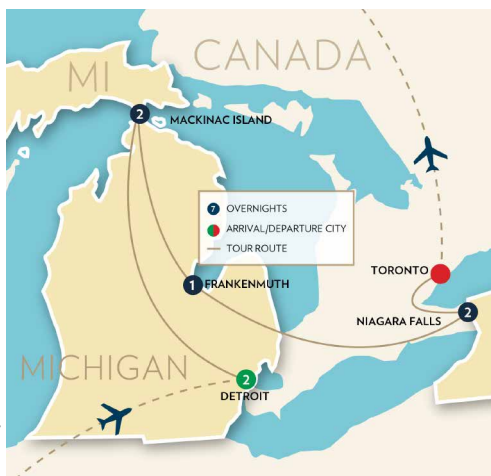 CANADA
MI
2
MACKINAC ISLAND
7 OVERNIGHTS
ARRIVAL/DEPARTURE CITY
TOUR ROUTE
TORONTO
1 FRANKENMUTH
NIAGARA FALLS 2
MICHIGAN
2
DETROIT